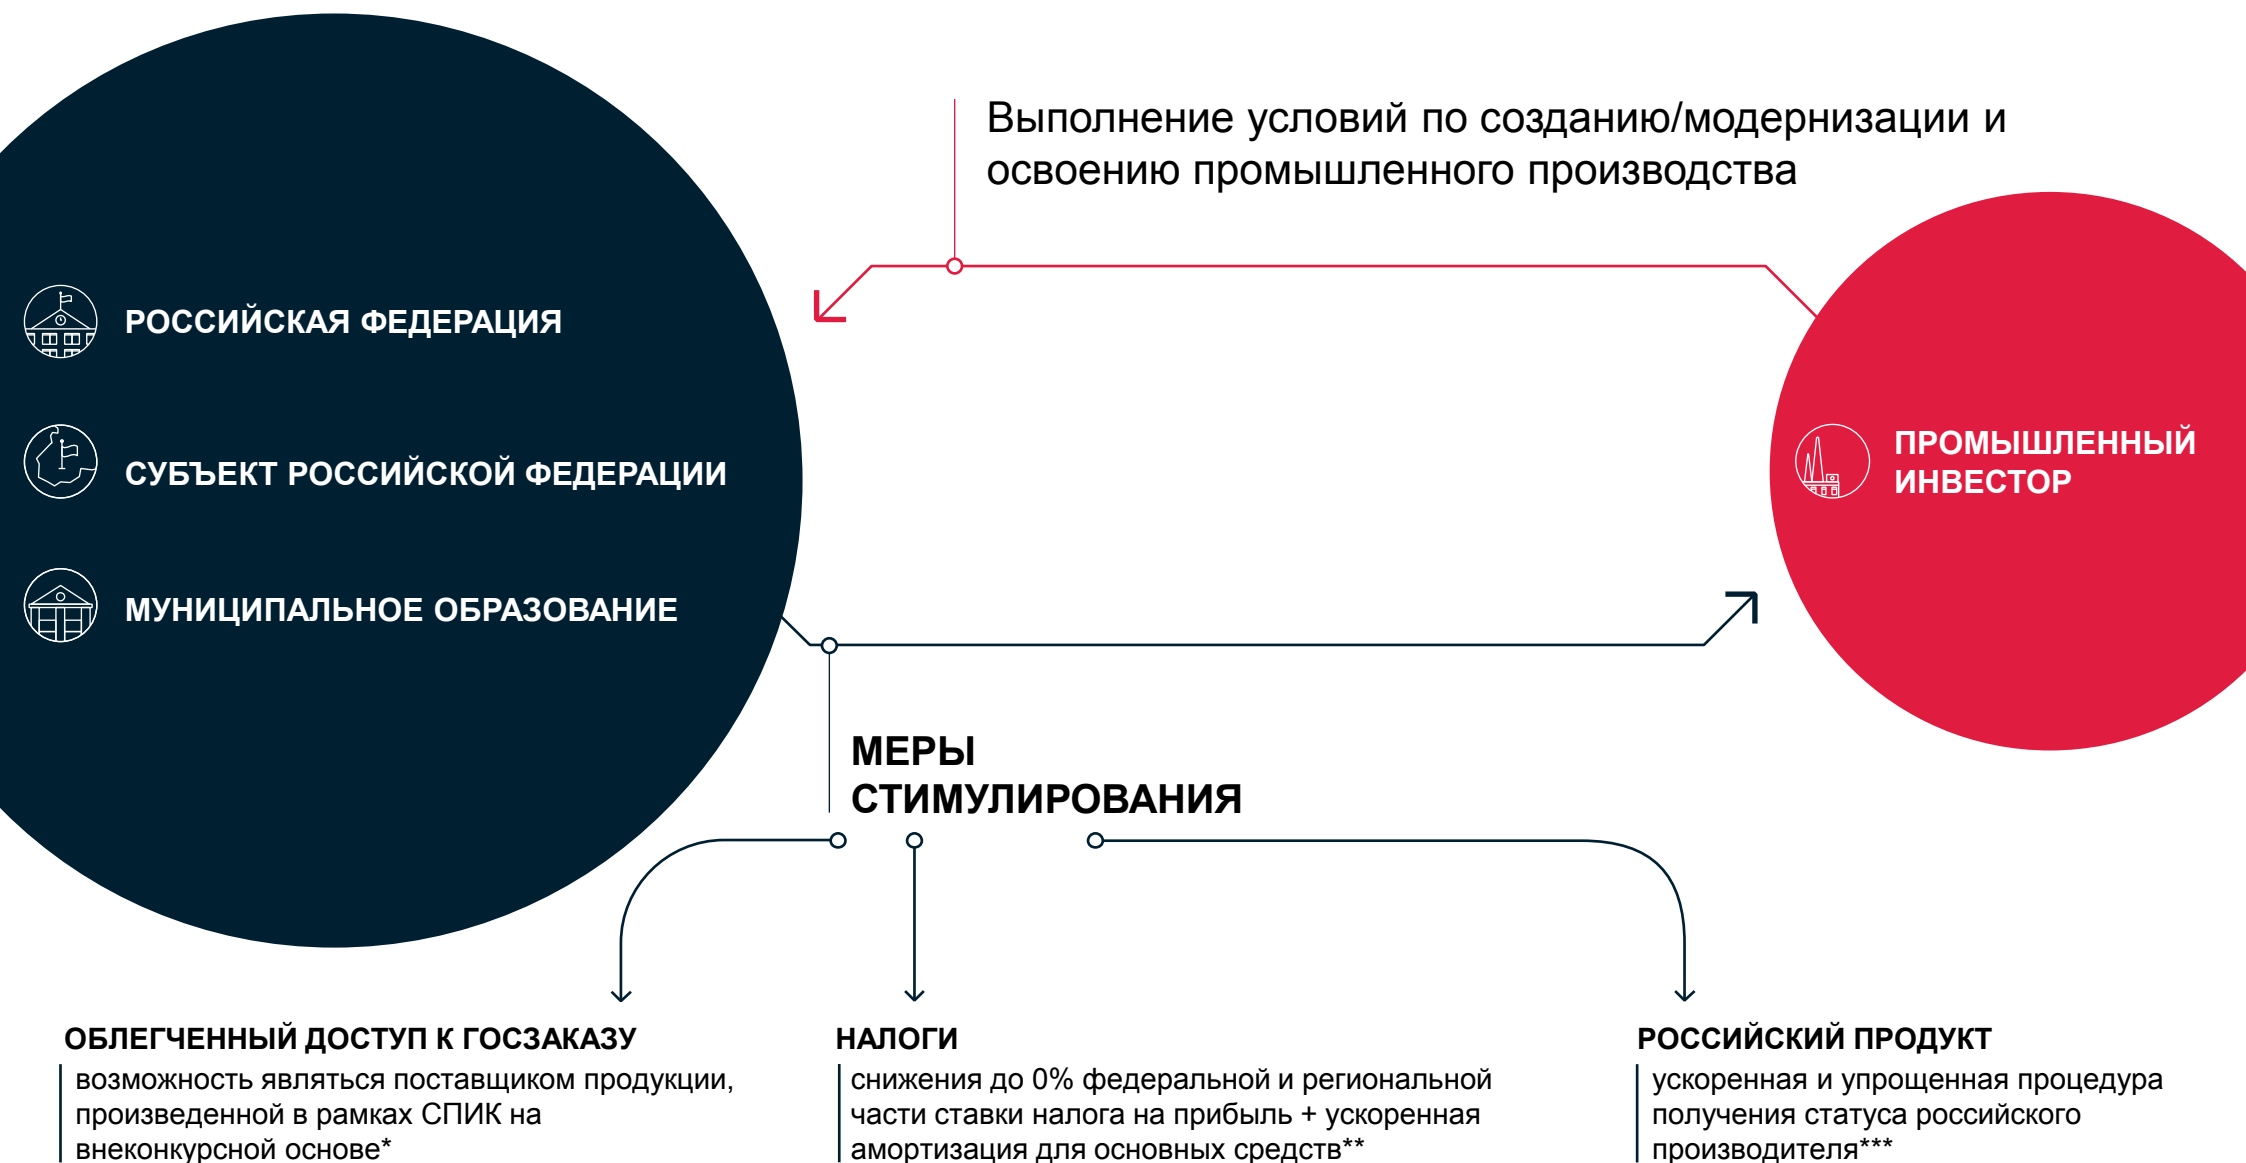 Выполнение условий по созданию/модернизации и
освоению промышленного производства
РОССИЙСКАЯ ФЕДЕРАЦИЯ
СУБЪЕКТ РОССИЙСКОЙ ФЕДЕРАЦИИ
МУНИЦИПАЛЬНОЕ ОБРАЗОВАНИЕ
ПРОМЫШЛЕННЫЙ
ИНВЕСТОР
МЕРЫ
СТИМУЛИРОВАНИЯ
ОБЛЕГЧЕННЫЙ ДОСТУП К ГОСЗАКАЗУ
возможность являться поставщиком продукции,
произведенной в рамках СПИК на
внеконкурсной основе*
НАЛОГИ
снижения до 0% федеральной и региональной
части ставки налога на прибыль + ускоренная
амортизация для основных средств**
РОССИЙСКИЙ ПРОДУКТ
ускоренная и упрощенная процедура
получения статуса российского
производителя***